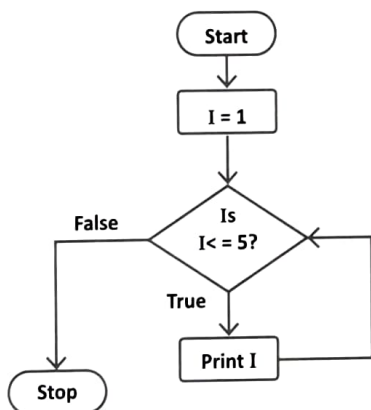 Start
I = 1
Is
I< = 5?
False
True
Print I
Stop